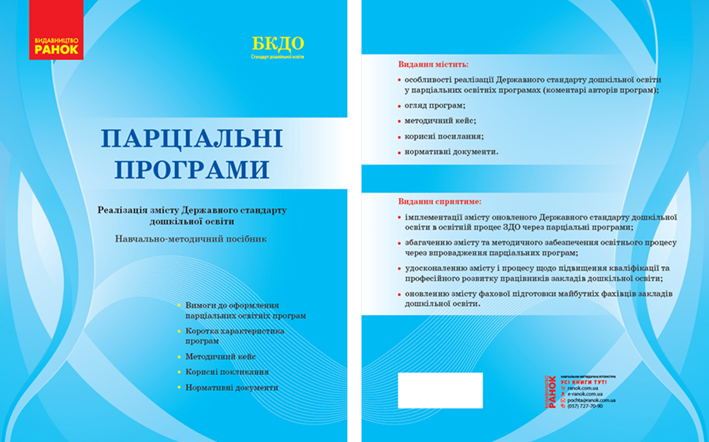 ВИДАВНИЦТВО
РАНОК
БКДО
Стандарт дошкільної освіти
ПАРЦІАЛЬНІ
ПРОГРАМИ
Реалізація змісту Державного стандарту
дошкільної освіти
Навчально-методичний посібник
Вимоги до оформлення
парціальних освітніх програм
Коротка характеристика
програм
Методичний кейс
Корисні покликання
Нормативні документи
Видання містить:
• особливості реалізації Державного стандарту дошкільної освіти
у парціальних освітніх програмах (коментарі авторів програм);
• огляд програм;
• методичний кейс;
• корисні посилання;
• нормативні документи.
Видання сприятиме:
• імплементації змісту оновленого Державного стандарту дошкільної
освіти в освітній процес ЗДО через парціальні програми;
• збагаченню змісту та методичного забезпечення освітнього процесу
через впровадження парціальних програм;
• удосконаленню змісту і процесу щодо підвищення кваліфікації та
професійного розвитку працівників закладів дошкільної освіти;
• оновленню змісту фахової підготовки майбутніх фахівців закладів
дошкільної освіти.
ВИДАВНИЦТВО
РАНОК
НАВЧАЛЬНА МЕТОДИЧНА ЛІТЕРАТУРА
УСІ КНИГИ ТУТ!
ranok.com.ua
e-ranok.com.ua
pochta@ranok.com.ua
(057) 727-70-90